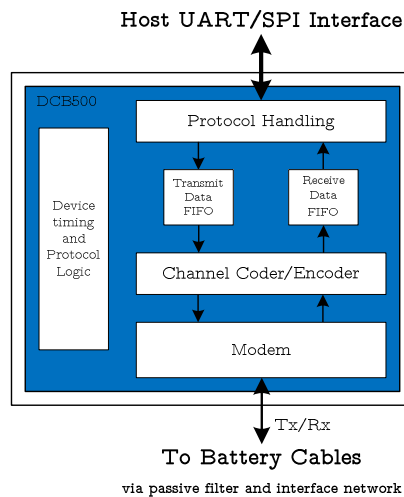 Host UART/SPI Interface
DCB500
Protocol Handling
Device
timing
and
Protocol
Logic
Transmit
Data
FIFO
Receive
Data
FIFO
Channel Coder/Encoder
Modem
Tx/Rx
To Battery Cables
via passive filter and interface network